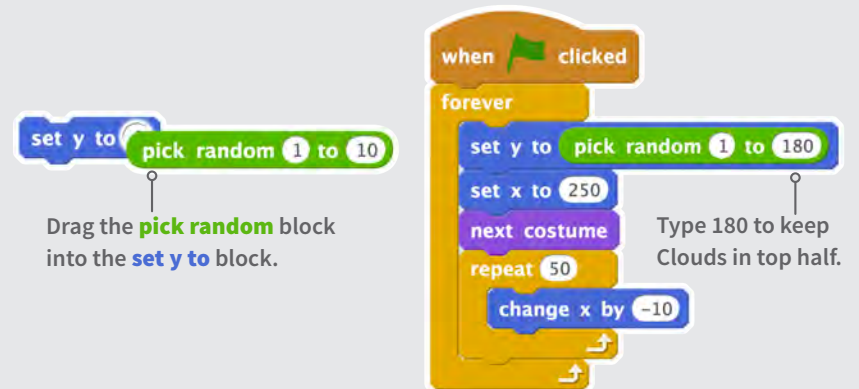 set y to pick random 1 to 10
Drag the pick random block
into the set y to block.
when clicked
forever
set y to pick random 1 to 180
set x to 250
next costume
repeat 50
change x by -10
Type 180 to keep
Clouds in top half.